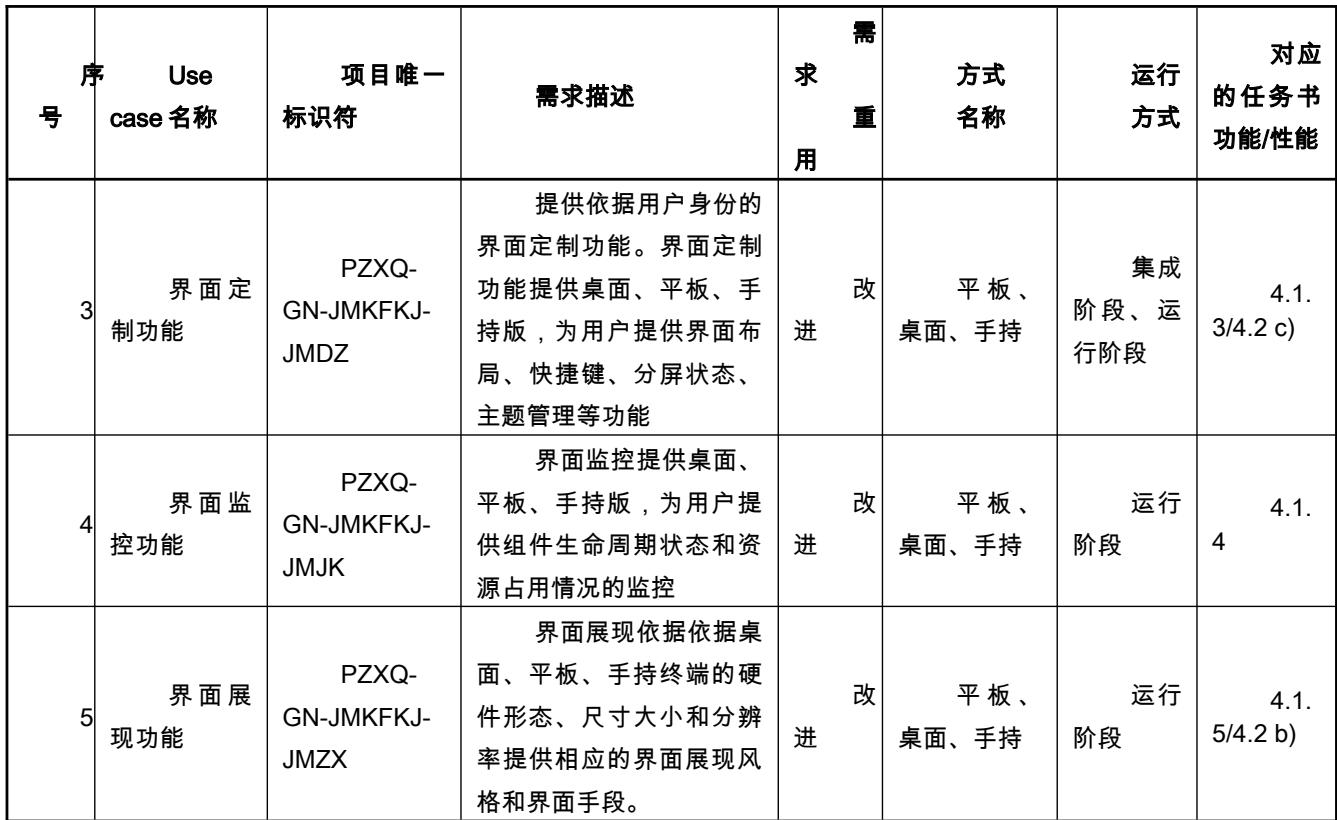 序号
Use case 名称
项目唯一标识符
需求描述
需求重用
方式名称
运行方式
对应的任务书功能/性能
3
界面定
制功能
PZXQ-
GN-JMKFKJ-
JMDZ
提供依据用户身份的
界面定制功能。界面定制
功能提供桌面、平板、手
持版，为用户提供界面布
局、快捷键、分屏状态、
主题管理等功能
改
进
平板、
桌面、手持
集成
阶段、运
行阶段
4.1.
3/4.2 c)
4
界面监
控功能
PZXQ-
GN-JMKFKJ-
JMJK
界面监控提供桌面、
平板、手持版，为用户提
供组件生命周期状态和资
源占用情况的监控
改
进
平板、
桌面、手持
运行
阶段
4.1.
4
5
界面展
现功能
PZXQ-
GN-JMKFKJ-
JMZX
界面展现依据依据桌
面、平板、手持终端的硬
件形态、尺寸大小和分辨
率提供相应的界面展现风
格和界面手段。
改
进
平板、
桌面、手持
运行
阶段
4.1.
5/4.2 b)